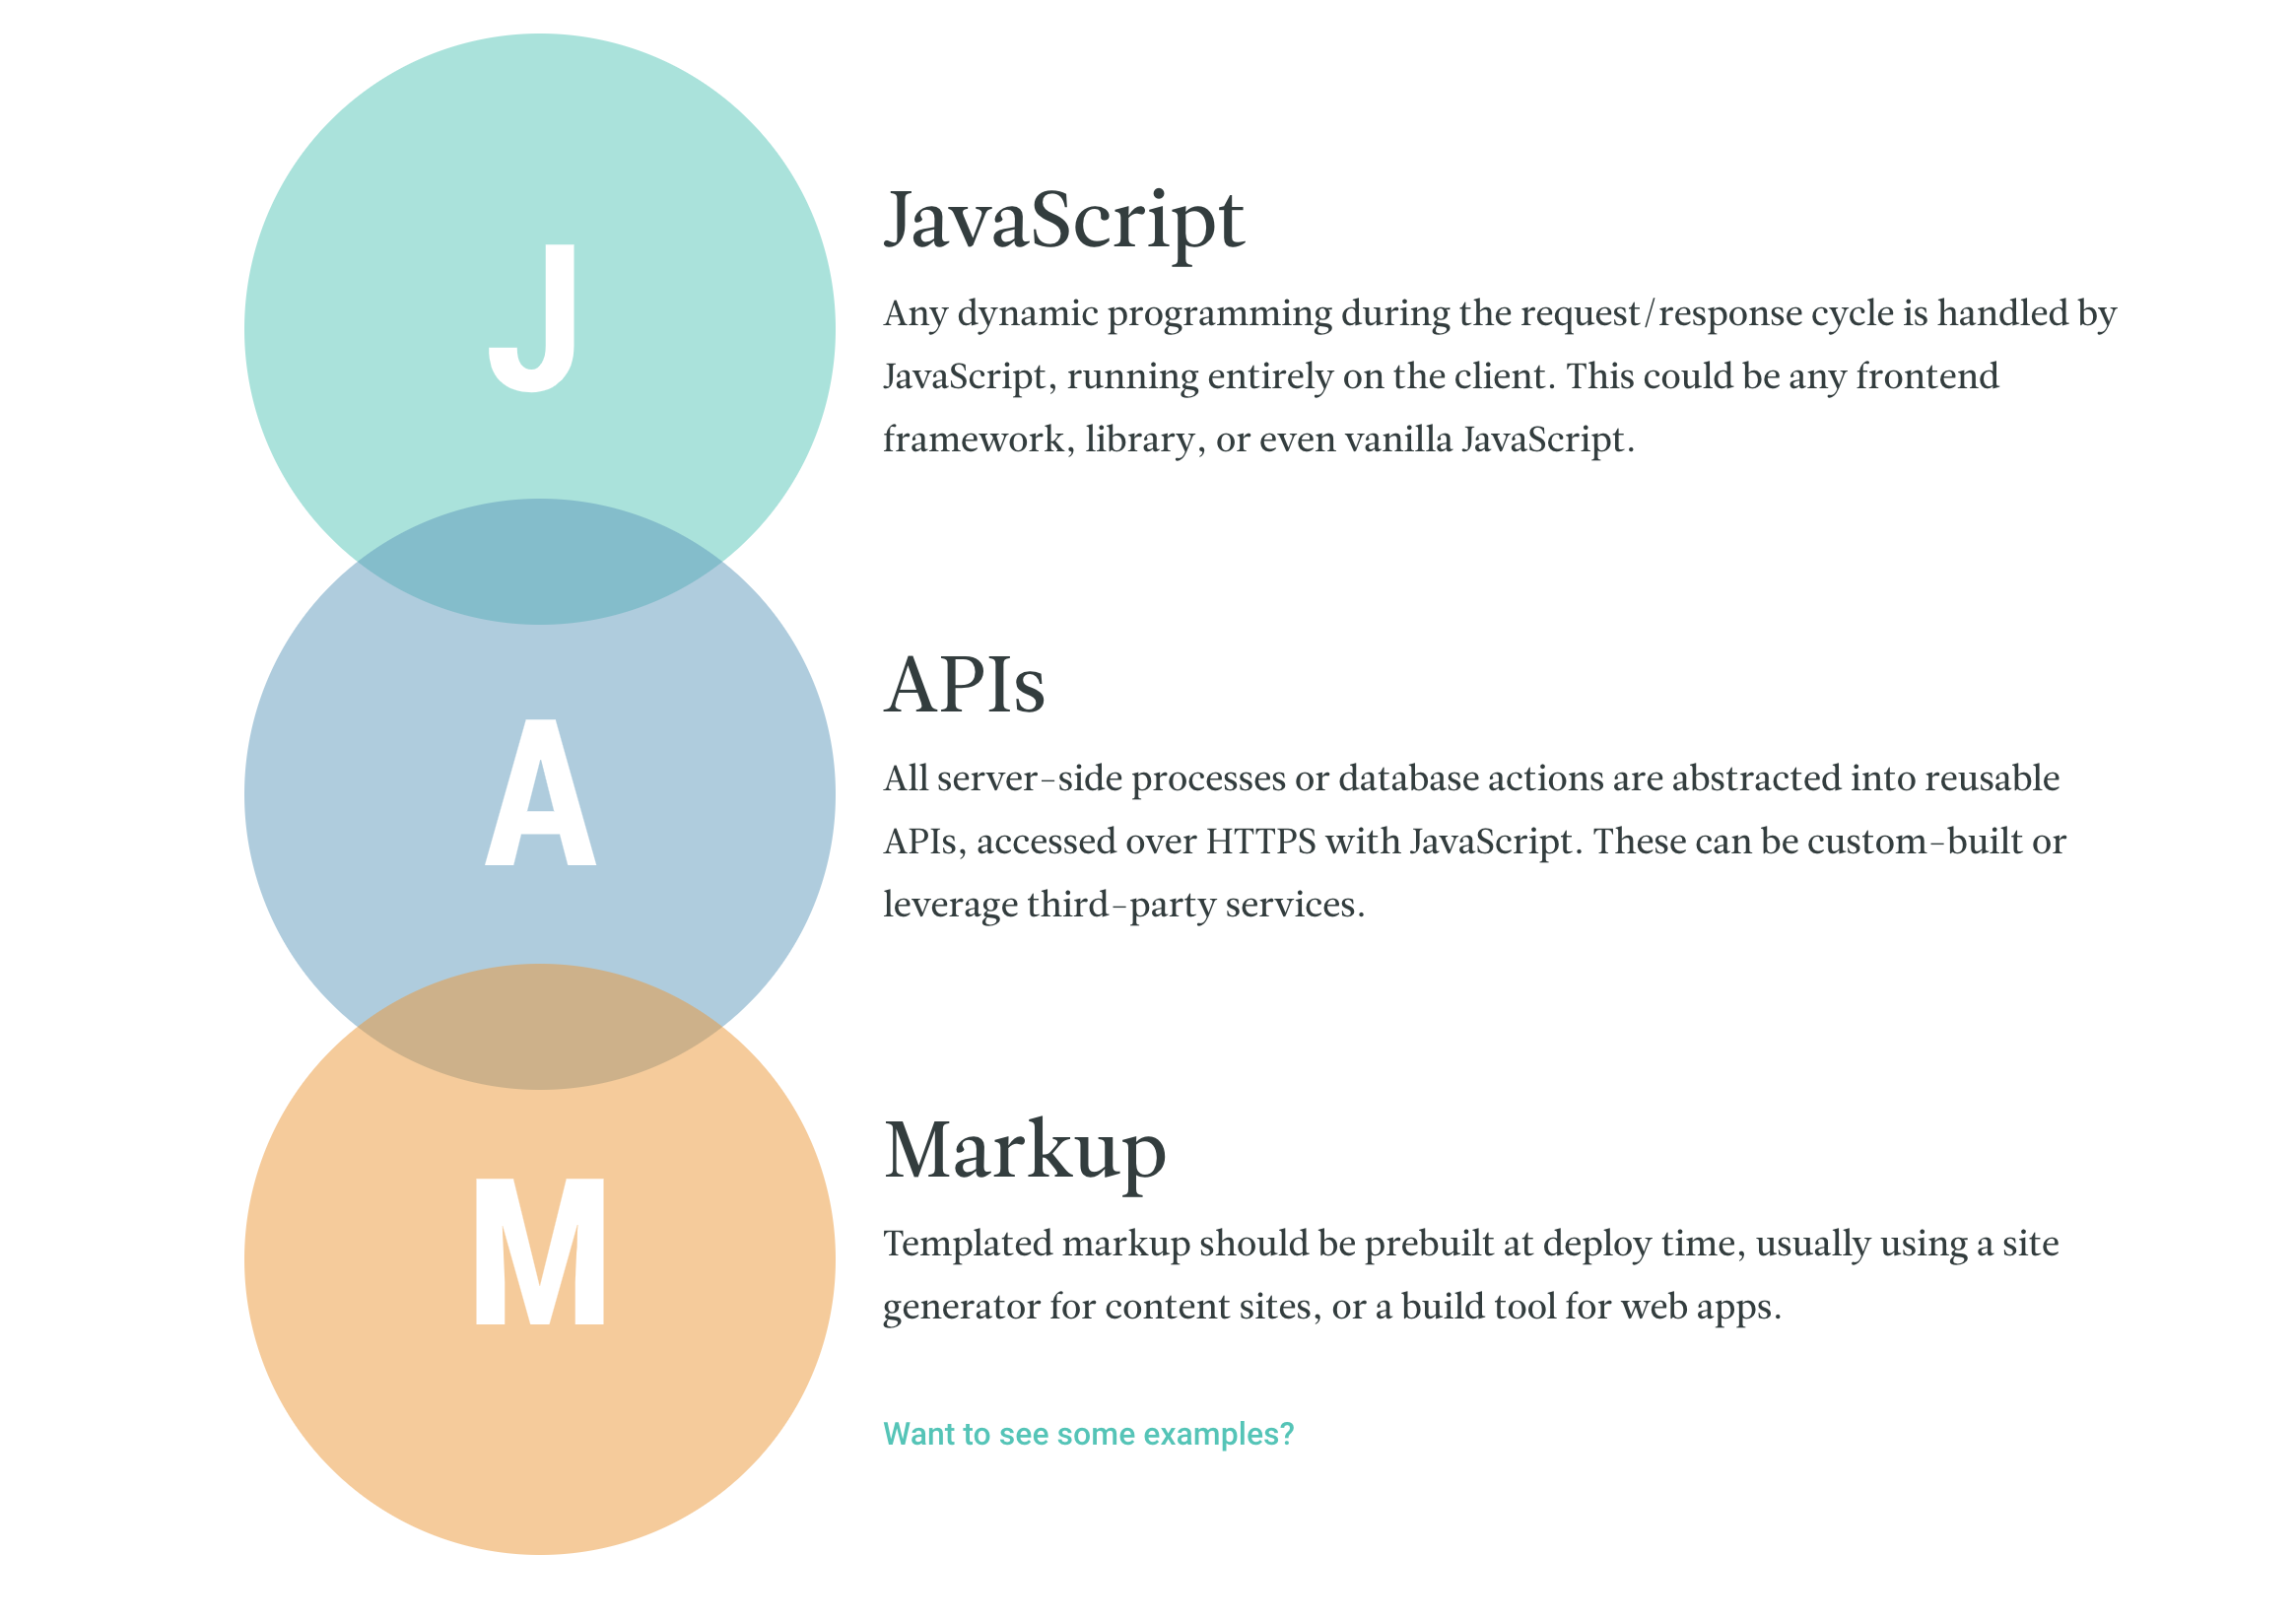 J
JavaScript
Any dynamic programming during the request/response cycle is handled by
JavaScript, running entirely on the client. This could be any frontend
framework, library, or even vanilla JavaScript.
A
APIs
All server-side processes or database actions are abstracted into reusable
APIs, accessed over HTTPS with JavaScript. These can be custom-built or
leverage third-party services.
M
Markup
Templated markup should be prebuilt at deploy time, usually using a site
generator for content sites, or a build tool for web apps.
Want to see some examples?